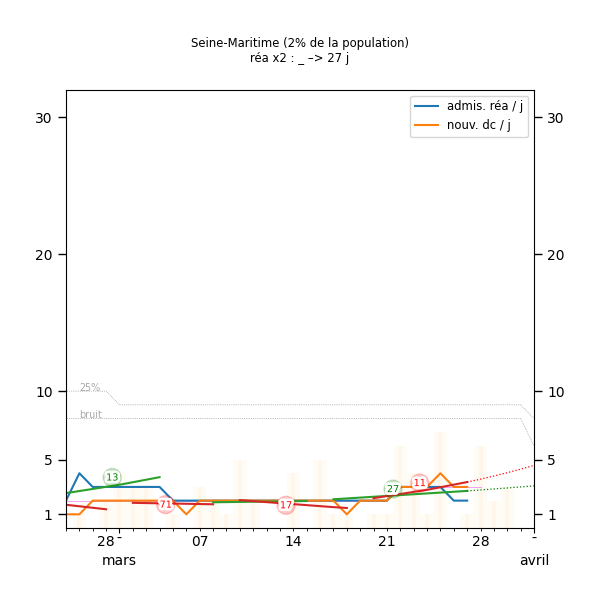 Seine-Maritime (2% de la population)
réa x2 : _ –> 27 j
admis. réa / j
nouv. dc / j
30 30
20 20
10 10
25%
bruit
5 5
13
27
11
71
17
1 1
28 - 07 14 21 28 -
mars avril